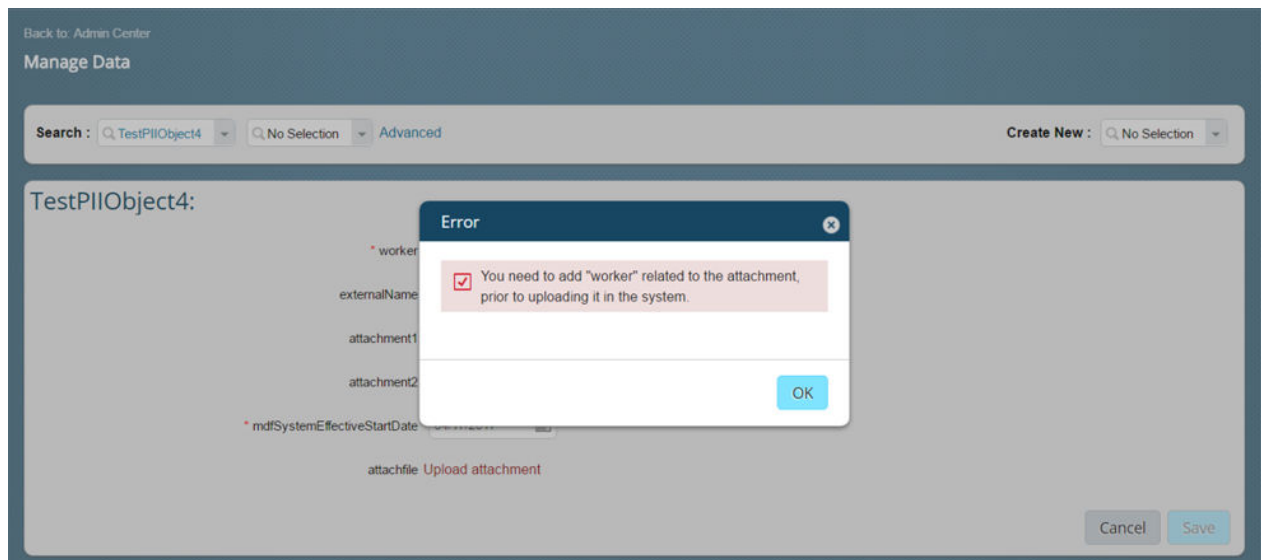 Back to: Admin Center
Manage Data
Search : TestPIIObject4 No Selection Advanced Create New : No Selection
TestPIIObject4:
Error
* worker
You need to add "worker" related to the attachment,
prior to uploading it in the system.
externalName
attachment1
attachment2
OK
* mdfSystemEffectiveStartDate
attachfile Upload attachment
Cancel Save